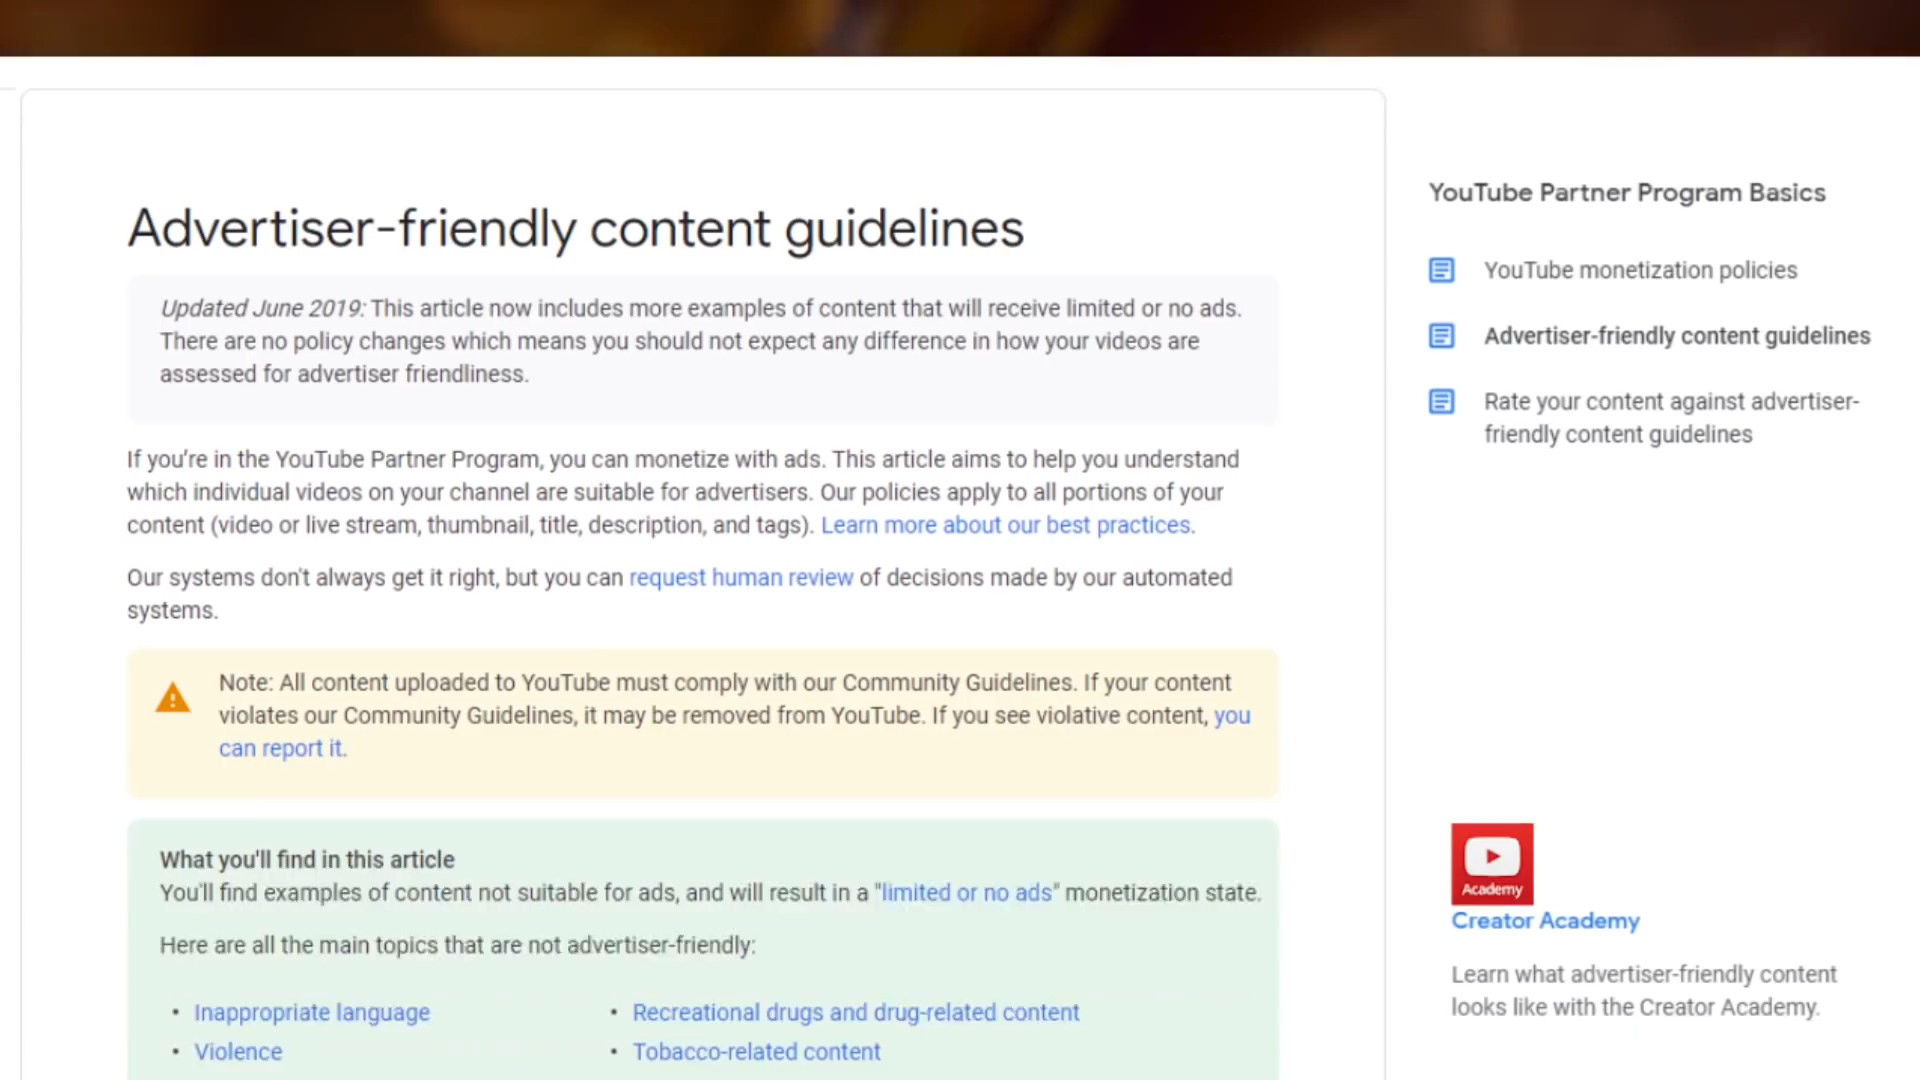 Advertiser-friendly content guidelines
Updated June 2019: This article now includes more examples of content that will receive limited or no ads.
There are no policy changes which means you should not expect any difference in how your videos are
assessed for advertiser friendliness.
If you’re in the YouTube Partner Program, you can monetize with ads. This article aims to help you understand
which individual videos on your channel are suitable for advertisers. Our policies apply to all portions of your
content (video or live stream, thumbnail, title, description, and tags). Learn more about our best practices.
Our systems don't always get it right, but you can request human review of decisions made by our automated
systems.
Note: All content uploaded to YouTube must comply with our Community Guidelines. If your content
violates our Community Guidelines, it may be removed from YouTube. If you see violative content, you
can report it.
What you'll find in this article
You'll find examples of content not suitable for ads, and will result in a "limited or no ads" monetization state.
Here are all the main topics that are not advertiser-friendly:
• Inappropriate language
• Violence
• Recreational drugs and drug-related content
• Tobacco-related content
YouTube Partner Program Basics
YouTube monetization policies
Advertiser-friendly content guidelines
Rate your content against advertiser-
friendly content guidelines
Academy
Creator Academy
Learn what advertiser-friendly content
looks like with the Creator Academy.